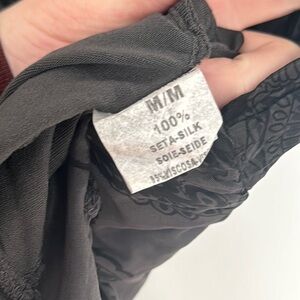 M/M
100%
SETA-SILK
SOIE-SEIDE